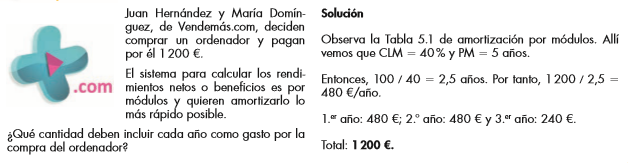 Juan Hernández y María Domín-
guez, de Vendemás.com, deciden
comprar un ordenador y pagan
por él 1 200 €.
El sistema para calcular los rendi-
mientos netos o beneficios es por
módulos y quieren amortizarlo lo
más rápido posible.
.com
¿Qué cantidad deben incluir cada año como gasto por la
compra del ordenador?
Solución
Observa la Tabla 5.1 de amortización por módulos. Allí
vemos que CLM = 40 % y PM = 5 años.
Entonces, 100 / 40 = 2,5 años. Por tanto, 1 200 / 2,5 =
480 €/año.
1.er año: 480 €; 2.º año: 480 € y 3.er año: 240 €.
Total: 1 200 €.